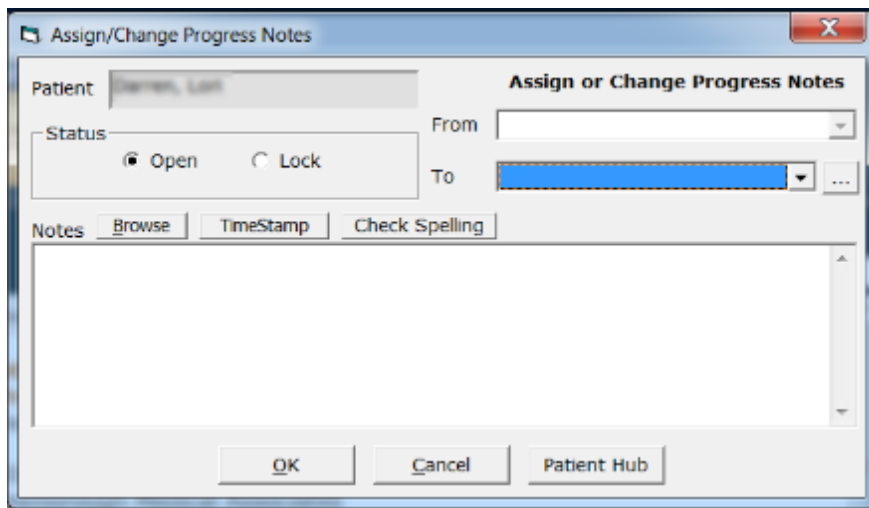 Assign/Change Progress Notes
Patient
Assign or Change Progress Notes
Status
Open Lock
From
To ...
Notes Browse TimeStamp Check Spelling
OK Cancel Patient Hub